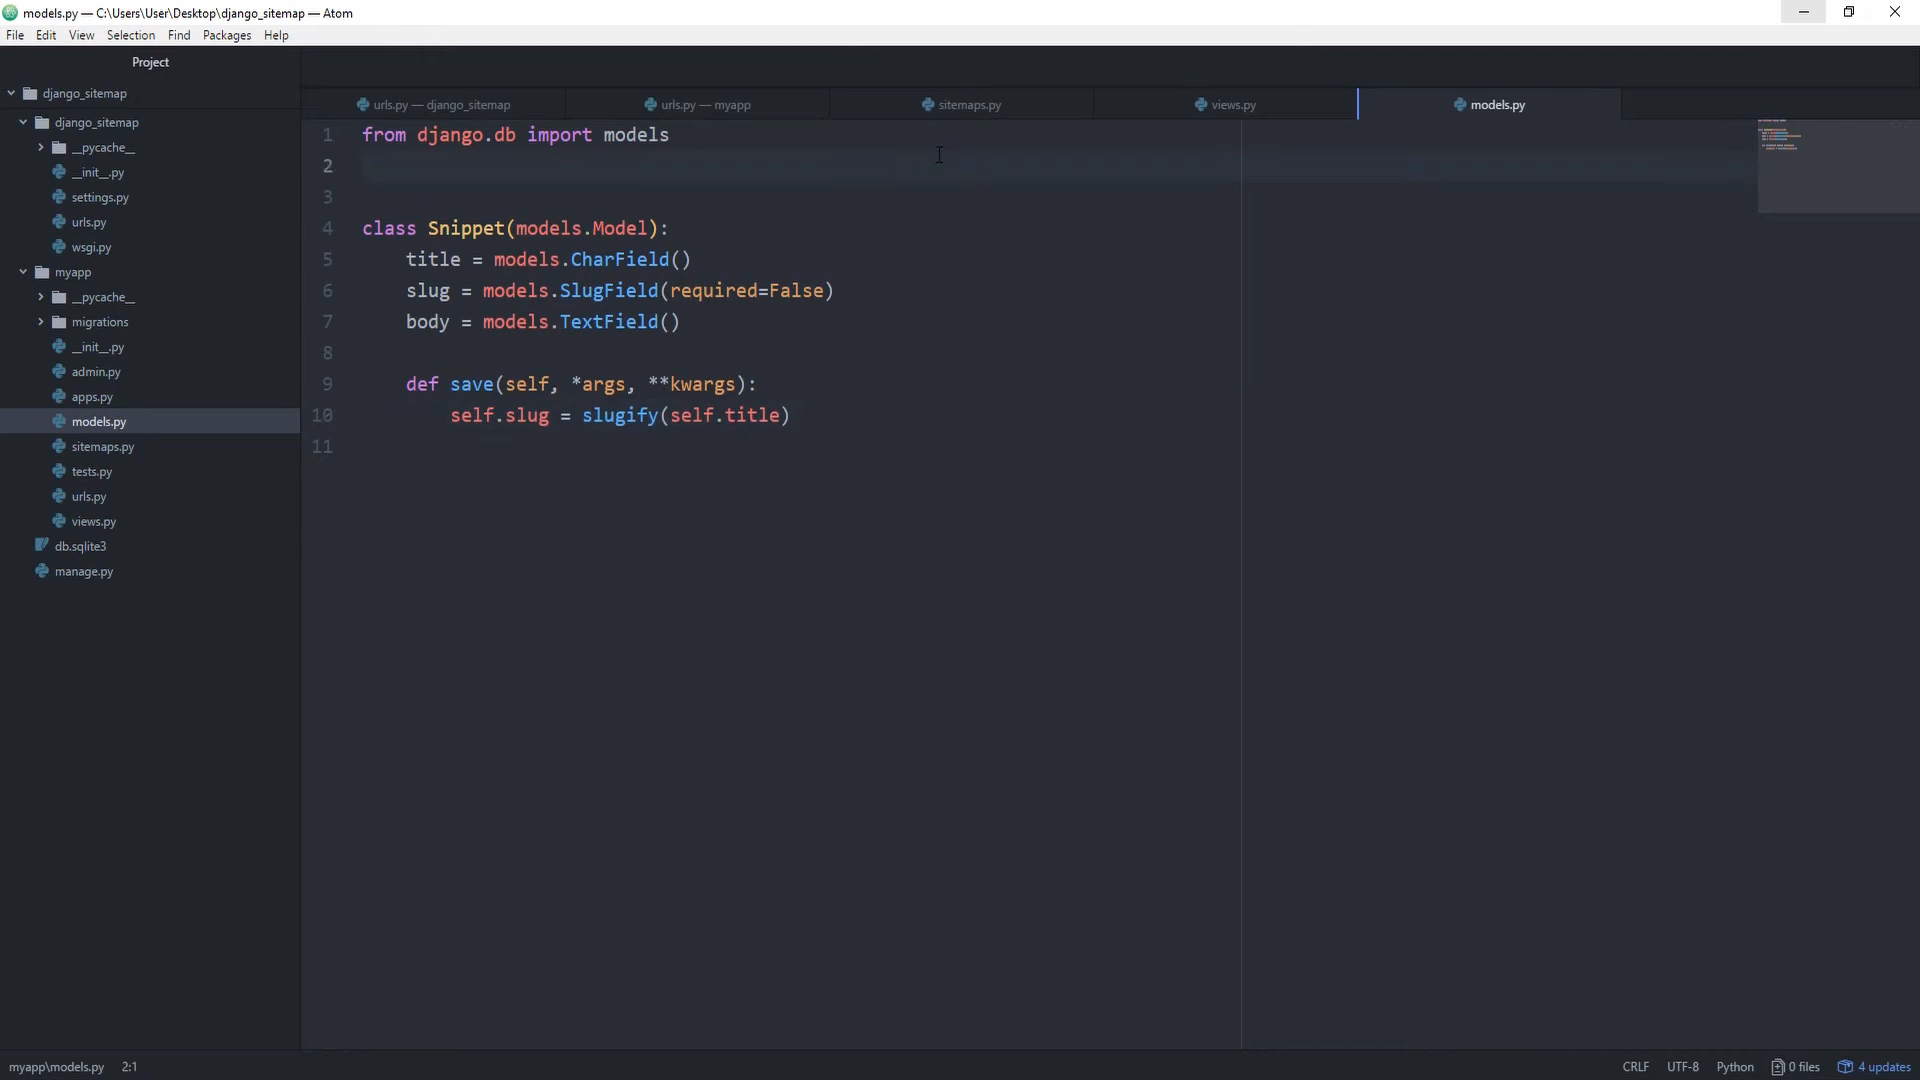 models.py — C:\Users\User\Desktop\django_sitemap — Atom
File Edit View Selection Find Packages Help
Project
django_sitemap
django_sitemap
__pycache__
__init__.py
settings.py
urls.py
wsgi.py
myapp
__pycache__
migrations
__init__.py
admin.py
apps.py
models.py
sitemaps.py
tests.py
urls.py
views.py
db.sqlite3
manage.py
urls.py — django_sitemap urls.py — myapp sitemaps.py views.py models.py
1 from django.db import models
2
3
4 class Snippet(models.Model):
5 title = models.CharField()
6 slug = models.SlugField(required=False)
7 body = models.TextField()
8
9 def save(self, *args, **kwargs):
10 self.slug = slugify(self.title)
11
myapp\models.py 2:1 CRLF UTF-8 Python 0 files 4 updates